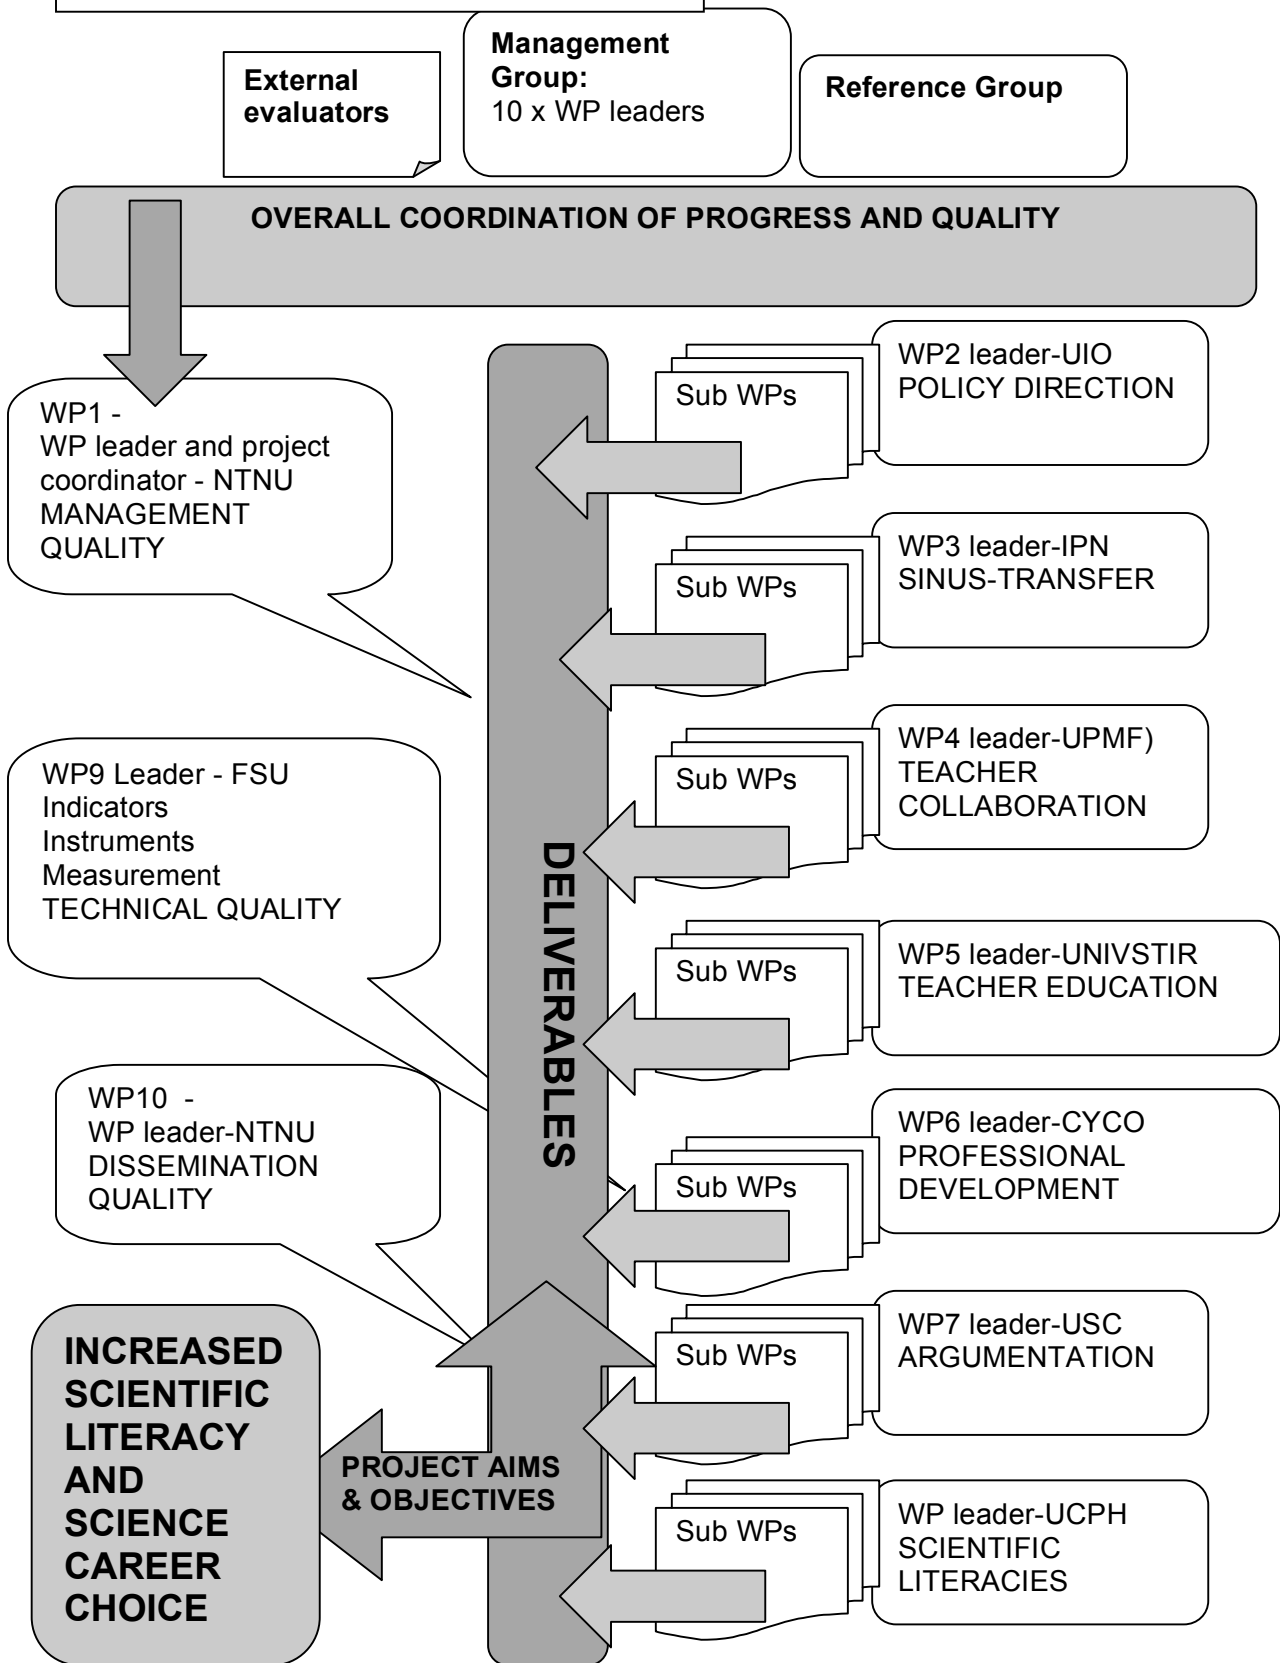 External
evaluators
Management
Group:
10 x WP leaders
Reference Group
OVERALL COORDINATION OF PROGRESS AND QUALITY
WP1 -
WP leader and project
coordinator - NTNU
MANAGEMENT
QUALITY
WP9 Leader - FSU
Indicators
Instruments
Measurement
TECHNICAL QUALITY
WP10 -
WP leader-NTNU
DISSEMINATION
QUALITY
INCREASED
SCIENTIFIC
LITERACY
AND
SCIENCE
CAREER
CHOICE
PROJECT AIMS
& OBJECTIVES
DELIVERABLES
Sub WPs
WP2 leader-UIO
POLICY DIRECTION
Sub WPs
WP3 leader-IPN
SINUS-TRANSFER
Sub WPs
WP4 leader-UPMF)
TEACHER
COLLABORATION
Sub WPs
WP5 leader-UNIVSTIR
TEACHER EDUCATION
Sub WPs
WP6 leader-CYCO
PROFESSIONAL
DEVELOPMENT
Sub WPs
WP7 leader-USC
ARGUMENTATION
Sub WPs
WP leader-UCPH
SCIENTIFIC
LITERACIES